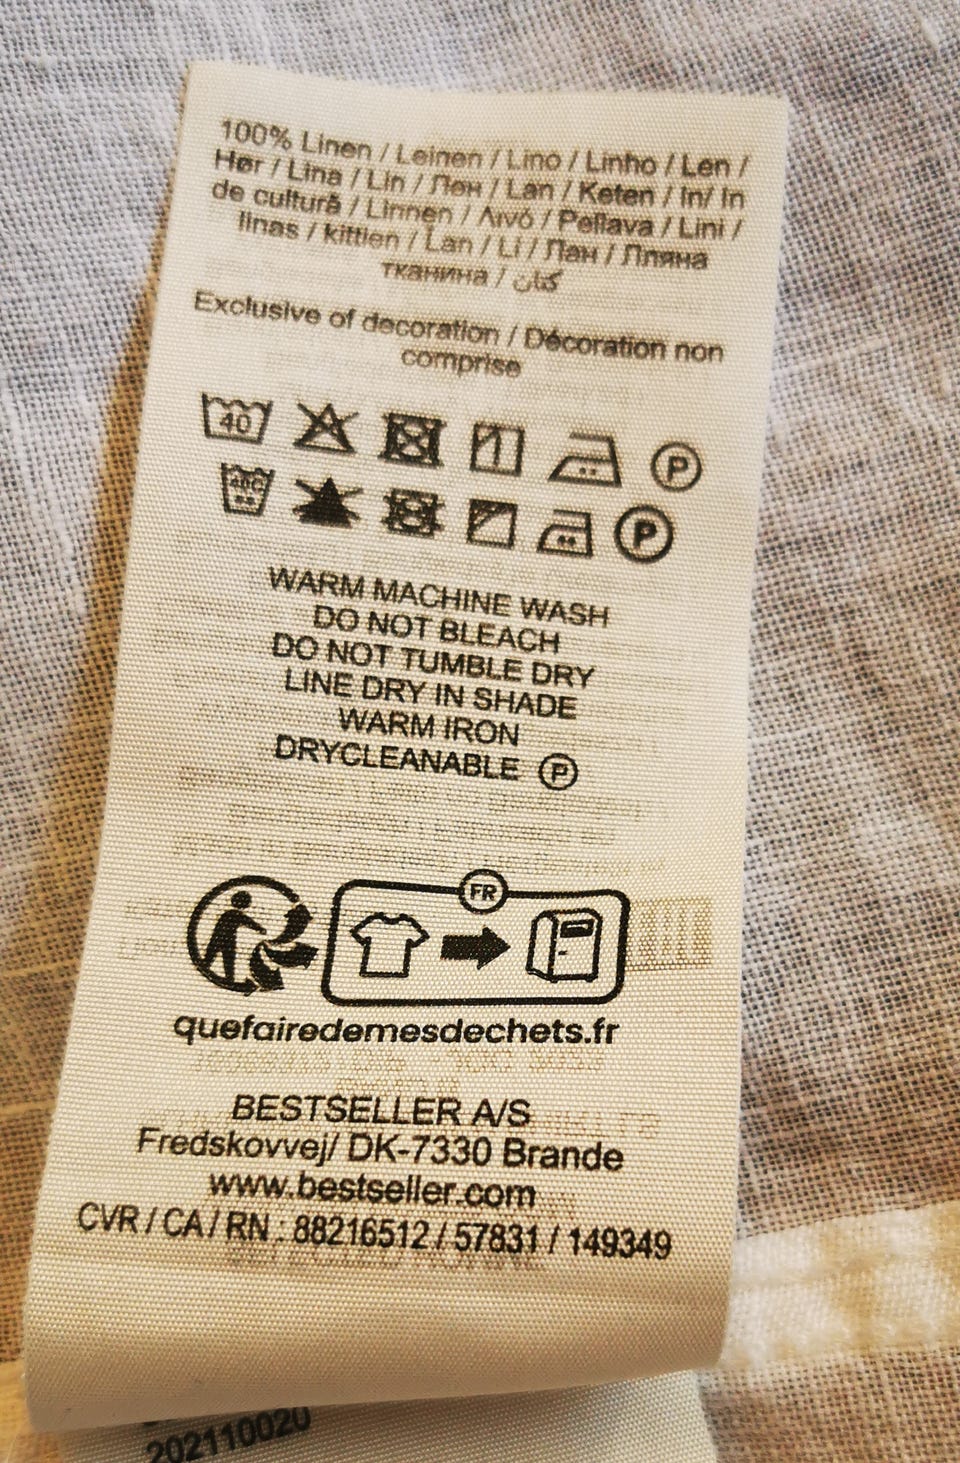 100% Linen / Leinen / Lino / Linho / Len /
Hør / Lina / Lin / Лен / Lan / Keten / In/ In
de cultură / Linnen / Λινό / Pellava / Lini /
linas / kittlen / Lan / Li / Лан / Лляна
тканина / كتان
Exclusive of decoration / Décoration non
comprise
40 P
40C P
WARM MACHINE WASH
DO NOT BLEACH
DO NOT TUMBLE DRY
LINE DRY IN SHADE
WARM IRON
DRYCLEANABLE P
FR
quefairedemesdechets.fr
BESTSELLER A/S
Fredskovvej/ DK-7330 Brande
www.bestseller.com
CVR / CA / RN : 88216512 / 57831 / 149349
202110020